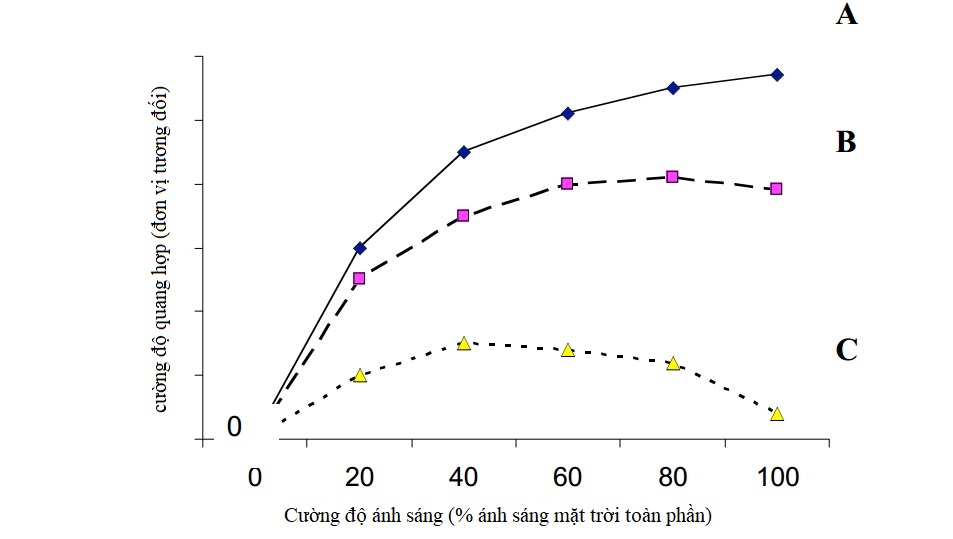 A
B
C
cường độ quang hợp (đơn vị tương đối)
0
0 20 40 60 80 100
Cường độ ánh sáng (% ánh sáng mặt trời toàn phần)